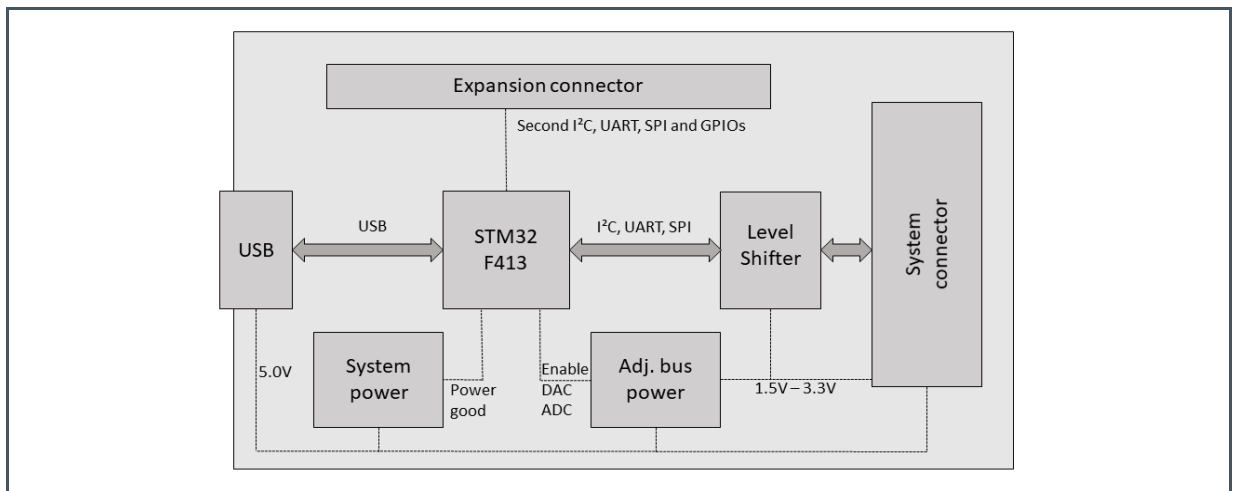 Expansion connector
Second I²C, UART, SPI and GPIOs
USB
USB
STM32
F413
I²C, UART, SPI
Level
Shifter
System
connector
5.0V
System
power
Power
good
Enable
DAC
ADC
Adj. bus
power
1.5V – 3.3V